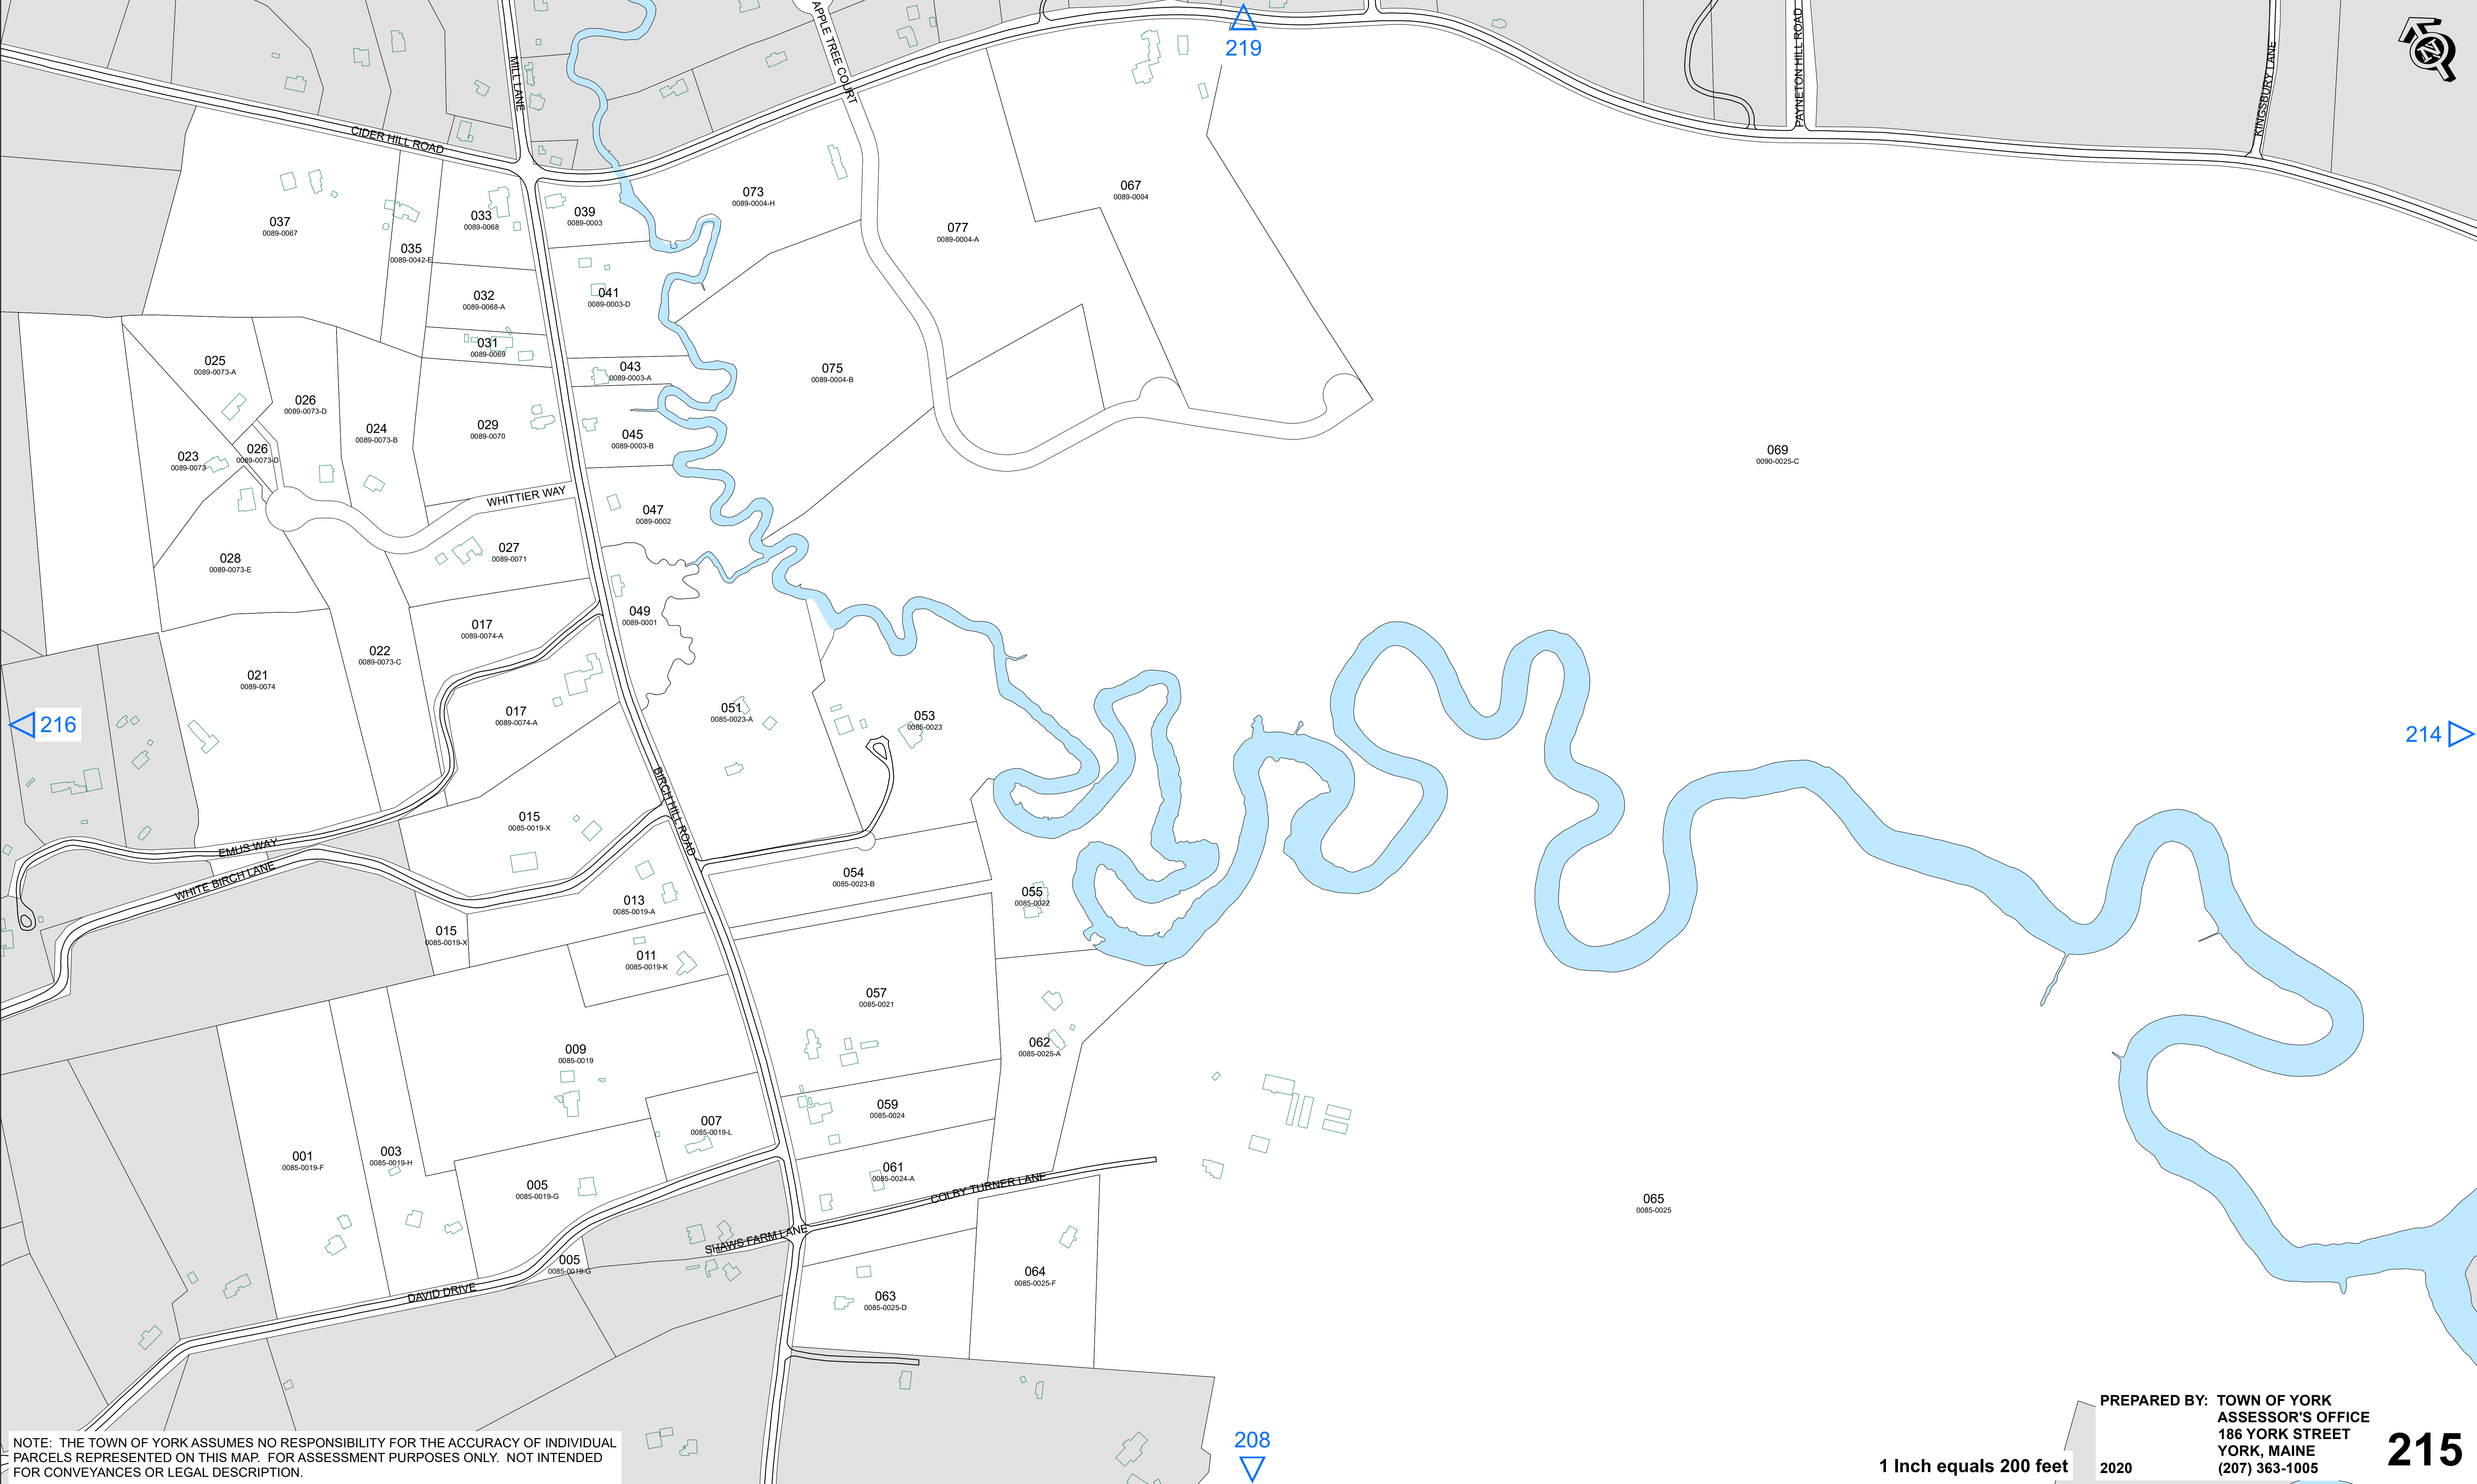 APPLE TREE COURT
219
PAYNETON HILL ROAD
KINGSBURY LANE
N
MILL LANE
CIDER HILL ROAD
037
0089-0067
035
0089-0042-E
033
0089-0068
039
0089-0003
073
0089-0004-H
067
0089-0004
077
0089-0004-A
032
0089-0068-A
041
0089-0003-D
031
0089-0069
043
0089-0003-A
075
0089-0004-B
025
0089-0073-A
026
0089-0073-D
024
0089-0073-B
029
0089-0070
045
0089-0003-B
023
0089-0073
026
0089-0073-D
069
0090-0025-C
WHITTIER WAY
047
0089-0002
028
0089-0073-E
027
0089-0071
049
0089-0001
017
0089-0074-A
022
0089-0073-C
021
0089-0074
017
0089-0074-A
051
0085-0023-A
053
0085-0023
216
214
BIRCH HILL ROAD
015
0085-0019-X
EMUS WAY
WHITE BIRCH LANE
054
0085-0023-B
055
0085-0022
013
0085-0019-A
015
0085-0019-X
011
0085-0019-K
057
0085-0021
009
0085-0019
062
0085-0025-A
059
0085-0024
007
0085-0019-L
001
0085-0019-F
003
0085-0019-H
061
0085-0024-A
COLBY TURNER LANE
005
0085-0019-G
065
0085-0025
SHAWS FARM LANE
005
0085-0019-G
064
0085-0025-F
063
0085-0025-D
DAVID DRIVE
208
NOTE: THE TOWN OF YORK ASSUMES NO RESPONSIBILITY FOR THE ACCURACY OF INDIVIDUAL
PARCELS REPRESENTED ON THIS MAP. FOR ASSESSMENT PURPOSES ONLY. NOT INTENDED
FOR CONVEYANCES OR LEGAL DESCRIPTION.
1 Inch equals 200 feet
PREPARED BY: TOWN OF YORK
ASSESSOR'S OFFICE
186 YORK STREET
YORK, MAINE
2020 (207) 363-1005
215